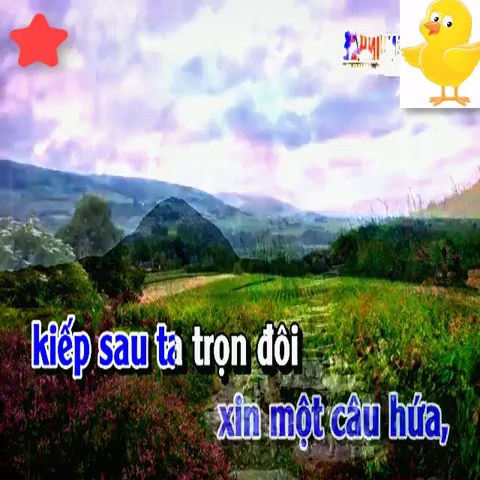 kiếp sau ta trọn đôi
xin một câu hứa,